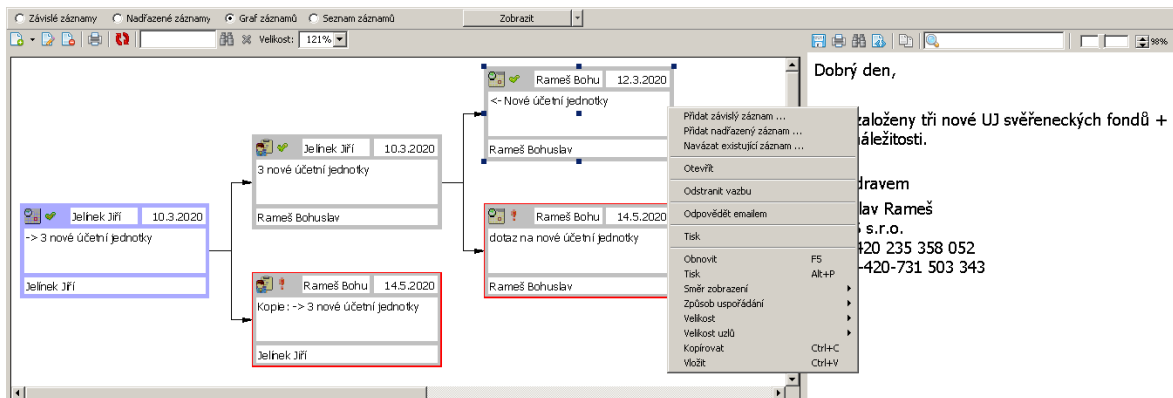 Závislé záznamy Nadřazené záznamy Graf záznamů Seznam záznamů Zobrazit
Velikost: 121% 98%
Jelínek Jiří 10.3.2020
-> 3 nové účetní jednotky
Jelínek Jiří
Jelínek Jiří 10.3.2020
3 nové účetní jednotky
Rameš Bohuslav
Rameš Bohu 14.5.2020
Kopie : -> 3 nové účetní jednotky
Jelínek Jiří
Rameš Bohu 12.3.2020
<- Nové účetní jednotky
Rameš Bohuslav
Rameš Bohu 14.5.2020
dotaz na nové účetní jednotky
Rameš Bohuslav
Přidat závislý záznam ...
Přidat nadřazený záznam ...
Navázat existující záznam ...
Otevřít
Odstranit vazbu
Odpovědět emailem
Tisk
Obnovit F5
Tisk Alt+P
Směr zobrazení
Způsob uspořádání
Velikost
Velikost uzlů
Kopírovat Ctrl+C
Vložit Ctrl+V
Dobrý den,
založeny tři nové UJ svěřeneckých fondů +
náležitosti.
dravem
lav Rameš
s.r.o.
420 235 358 052
-420-731 503 343